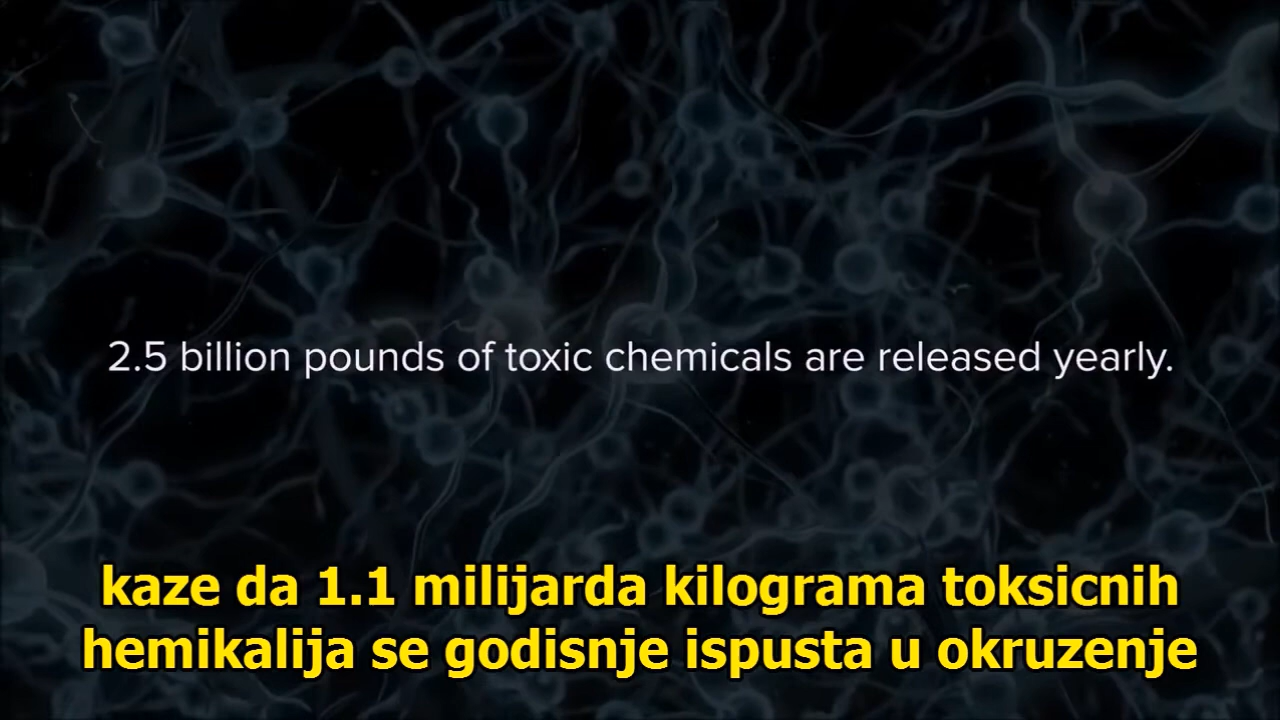 2.5 billion pounds of toxic chemicals are released yearly.
kaze da 1.1 milijarda kilograma toksicnih
hemikalija se godisnje ispusta u okruzenje